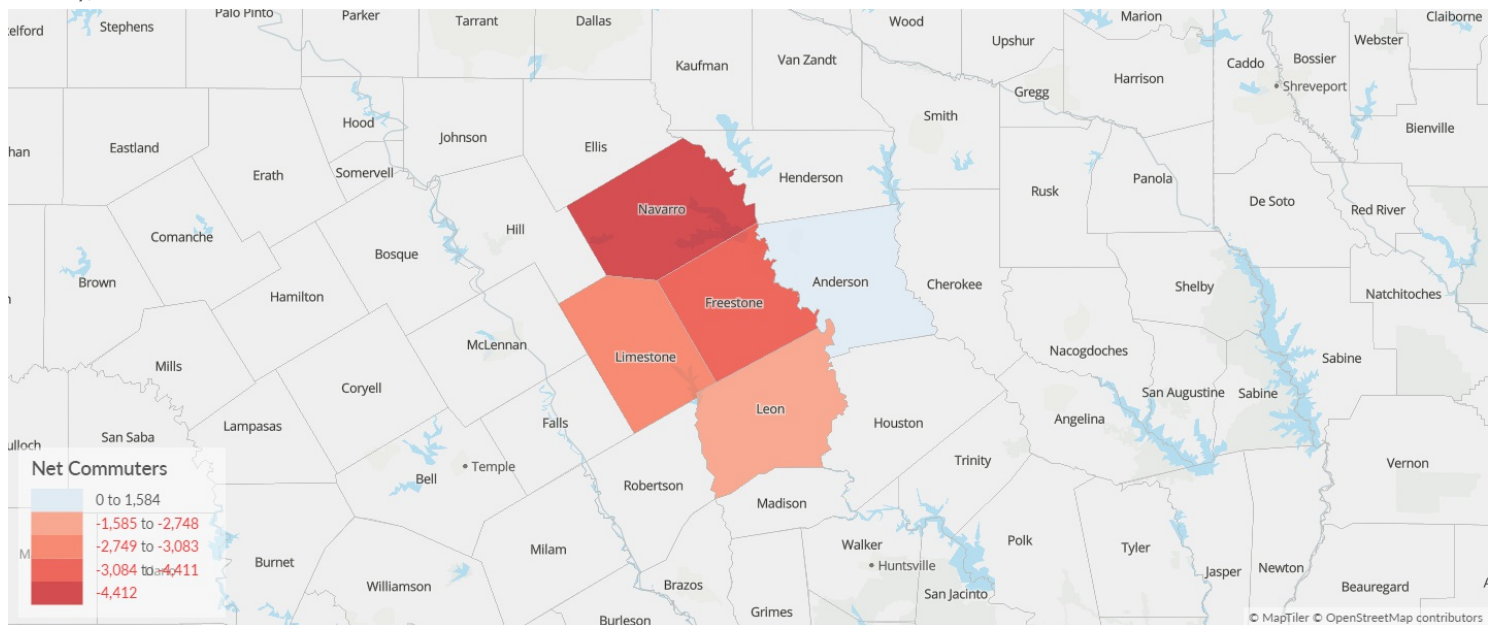 Palo Pinto
Parker
Tarrant
Dallas
Wood
Marion
Claiborne
Stephens
Upshur
Webster
Kaufman
Van Zandt
Harrison
Caddo
Bossier
Gregg
Shreveport
Hood
Smith
Bienville
Johnson
Eastland
Ellis
Erath
Somervell
Henderson
Rusk
Panola
De Soto
Red River
Navarro
Comanche
Hill
Bosque
Brown
Anderson
Cherokee
Shelby
Natchitoches
Hamilton
Freestone
McLennan
Limestone
Nacogdoches
Sabine
Mills
Coryell
San Augustine
Sabine
Leon
Angelina
Falls
Houston
Lampasas
San Saba
Temple
Trinity
Vernon
Bell
Robertson
Madison
Net Commuters
0 to 1,584
-1,585 to -2,748
-2,749 to -3,083
-3,084 to -4,411
-4,412
Milam
Walker
Polk
Tyler
Burnet
Huntsville
Jasper
Newton
Williamson
Brazos
San Jacinto
Beauregard
Grimes
Burleson
© MapTiler © OpenStreetMap contributors